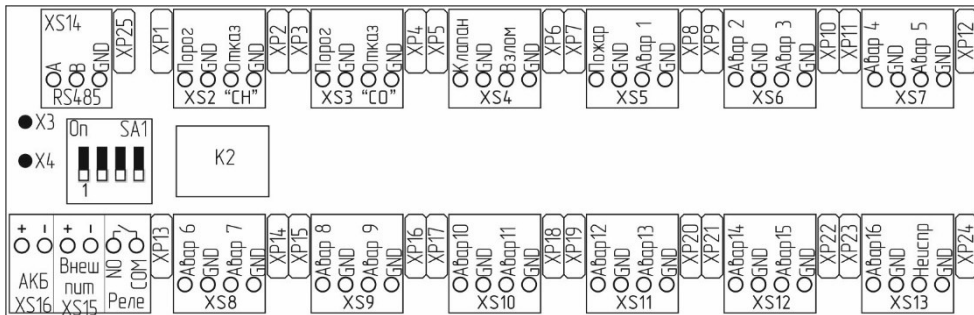 XS14
A
B
GND
RS485
XP25
XP1
Порог
GND
Отказ
GND
XS2 "CH"
XP2
XP3
Порог
GND
Отказ
GND
XS3 "CO"
XP4
XP5
Клапан
GND
Взлом
GND
XS4
XP6
XP7
Пожар
GND
Авар 1
GND
XS5
XP8
XP9
Авар 2
GND
Авар 3
GND
XS6
XP10
XP11
Авар 4
GND
Авар 5
GND
XS7
XP12
X3
X4
On SA1
1
K2
+ -
АКБ
XS16
+ -
Внеш
пит
XS15
NO
COM
Реле
XP13
Авар 6
GND
Авар 7
GND
XS8
XP14
XP15
Авар 8
GND
Авар 9
GND
XS9
XP16
XP17
Авар10
GND
Авар11
GND
XS10
XP18
XP19
Авар12
GND
Авар13
GND
XS11
XP20
XP21
Авар14
GND
Авар15
GND
XS12
XP22
XP23
Авар16
GND
Неиспр
GND
XS13
XP24